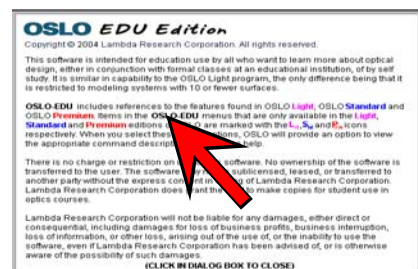 OSLO EDU Edition
Copyright © 2004 Lambda Research Corporation. All rights reserved.
This software is intended for education use by all who want to learn more about optical
design, either in conjunction with formal classes at an educational institution, of by self
study. It is similar in capability to the OSLO Light program, the only difference being that it
is restricted to modeling systems with 10 or fewer surfaces.
OSLO-EDU includes references to the features found in OSLO Light, OSLO Standard and
OSLO Premium. Items in the OSLO-EDU menus that are only available in the Light,
Standard and Premium editions are marked with the L, S, and P icons
respectively. When you select the options, OSLO will provide an option to view
the appropriate command help.
There is no charge or restriction on software. No ownership of the software is
transferred to the user. The software sublicensed, leased, or transferred to
another party without the express of Lambda Research Corporation.
Lambda Research Corporation does the to make copies for student use in
optics courses.
Lambda Research Corporation will not be liable for any damages, either direct or
consequential, including damages for loss of business profits, business interruption,
loss of information, or other loss, arising out of the use of, or the inability to use the
software, even if Lambda Research Corporation has been advised of, or is otherwise
aware of the possibility of such damages.
(CLICK IN DIALOG BOX TO CLOSE)